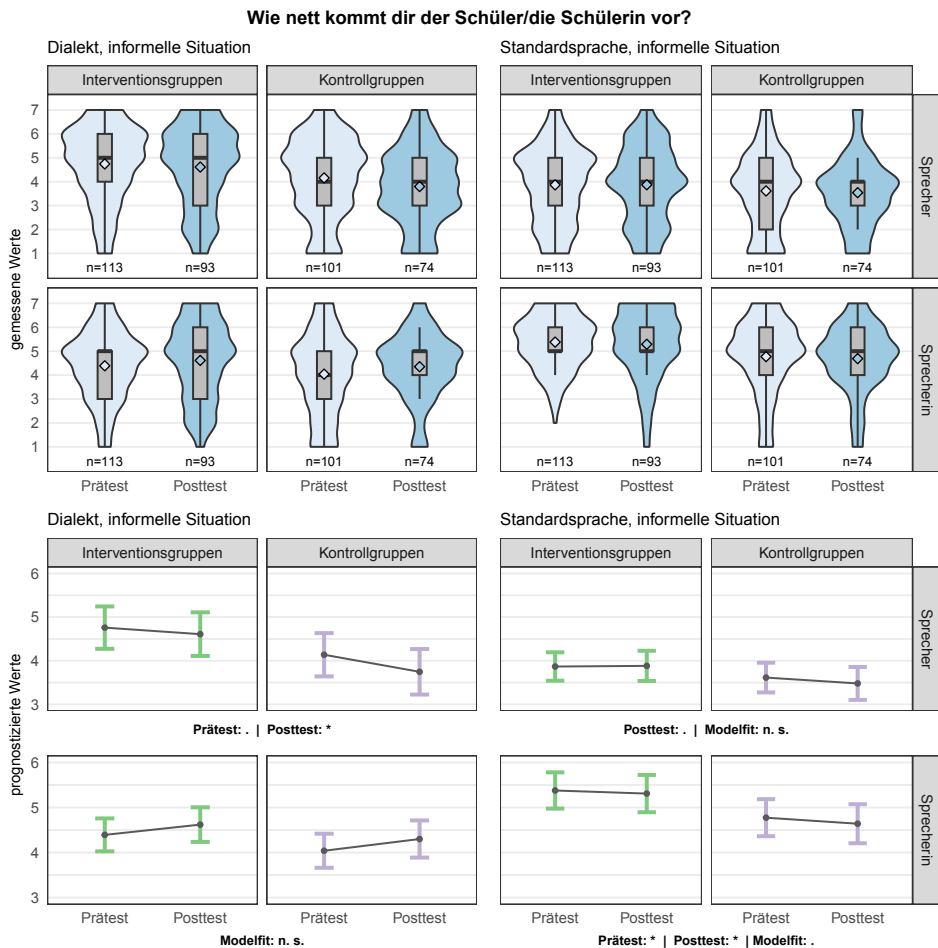 Wie nett kommt dir der Schüler/die Schülerin vor?
Dialekt, informelle Situation
Standardsprache, informelle Situation
Interventionsgruppen
Kontrollgruppen
Interventionsgruppen
Kontrollgruppen
gemessene Werte
7
6
5
4
3
2
1
n=113
n=93
n=101
n=74
n=113
n=93
n=101
n=74
Sprecher
7
6
5
4
3
2
1
n=113
n=93
n=101
n=74
n=113
n=93
n=101
n=74
Sprecherin
Prätest
Posttest
Prätest
Posttest
Prätest
Posttest
Prätest
Posttest
Dialekt, informelle Situation
Standardsprache, informelle Situation
Interventionsgruppen
Kontrollgruppen
Interventionsgruppen
Kontrollgruppen
prognostizierte Werte
6
5
4
3
Sprecher
Prätest: . | Posttest: *
Posttest: . | Modelfit: n. s.
6
5
4
3
Sprecherin
Prätest
Posttest
Prätest
Posttest
Prätest
Posttest
Prätest
Posttest
Modelfit: n. s.
Prätest: * | Posttest: * | Modelfit: .